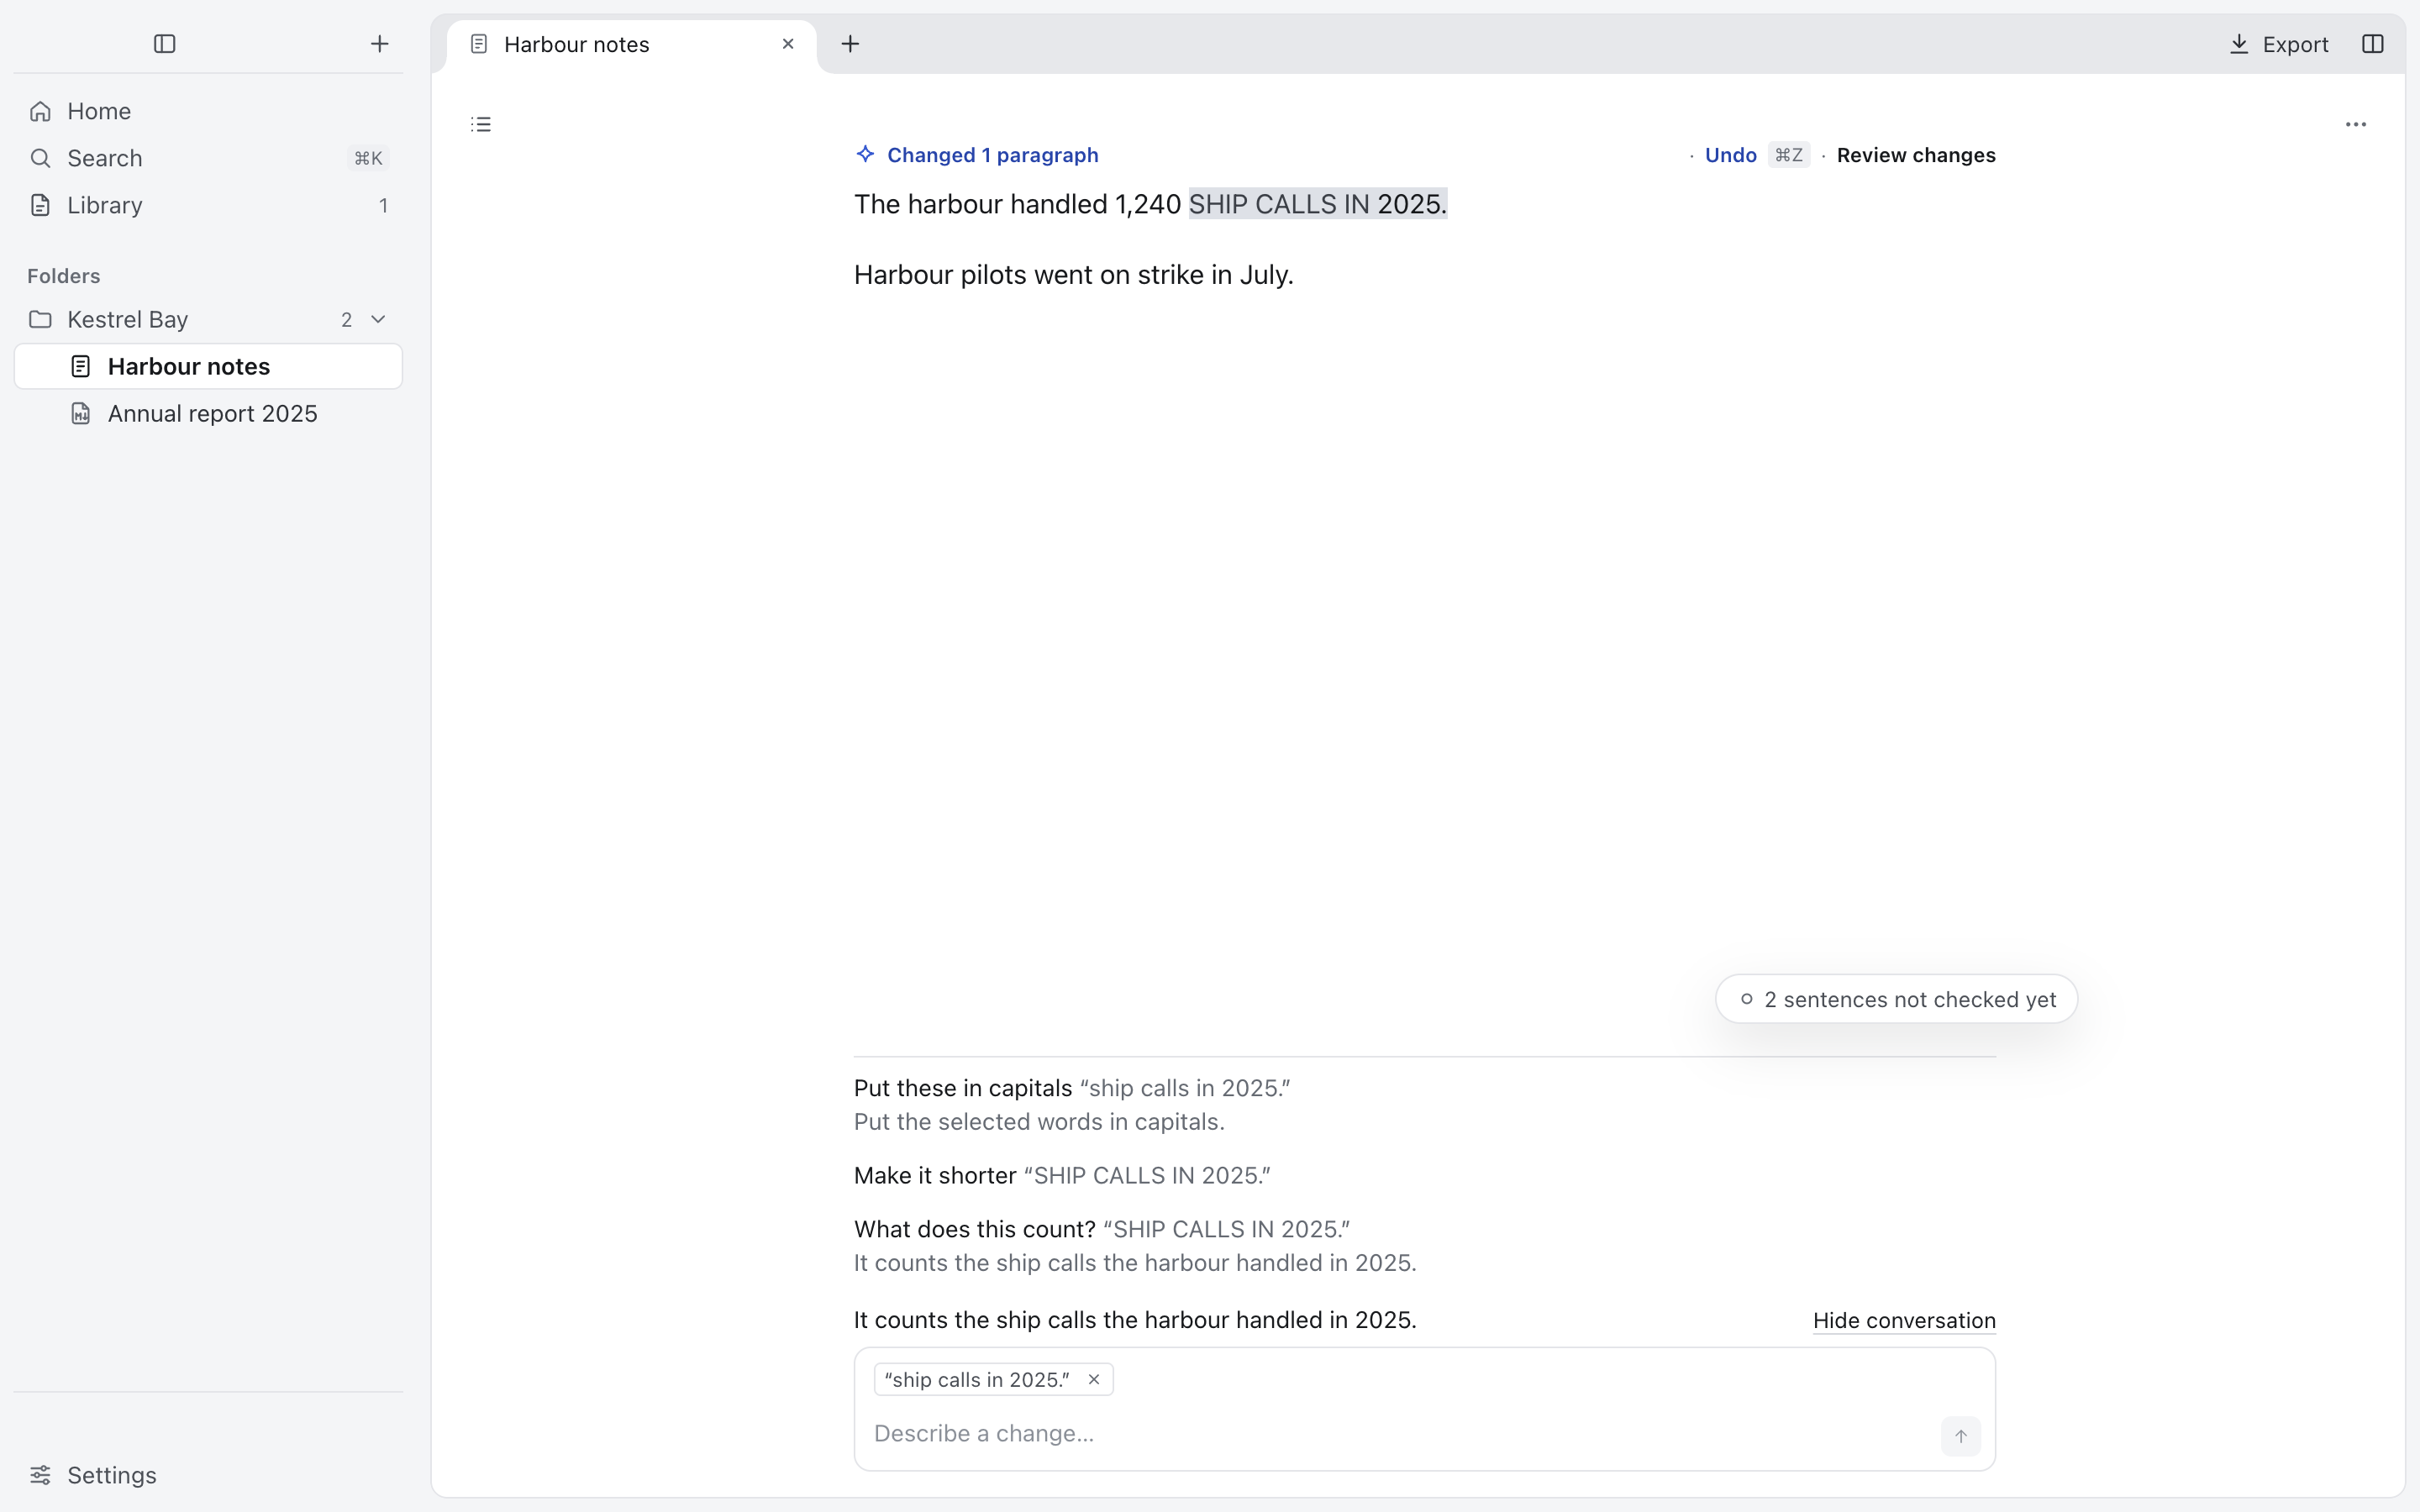 Harbour notes
Export
Home
Search ⌘K
Library 1
Folders
Kestrel Bay 2
Harbour notes
Annual report 2025
Settings
Changed 1 paragraph · Undo ⌘Z · Review changes
The harbour handled 1,240 SHIP CALLS IN 2025.
Harbour pilots went on strike in July.
2 sentences not checked yet
Put these in capitals “ship calls in 2025.”
Put the selected words in capitals.
Make it shorter “SHIP CALLS IN 2025.”
What does this count? “SHIP CALLS IN 2025.”
It counts the ship calls the harbour handled in 2025.
It counts the ship calls the harbour handled in 2025. Hide conversation
“ship calls in 2025.”
Describe a change...